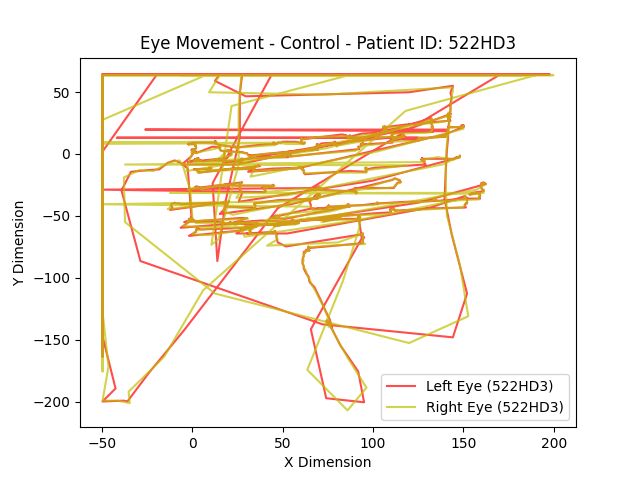 Eye Movement - Control - Patient ID: 522HD3
50
0
−50
−100
−150
−200
Y Dimension
−50
0
50
100
150
200
X Dimension
Left Eye (522HD3)
Right Eye (522HD3)